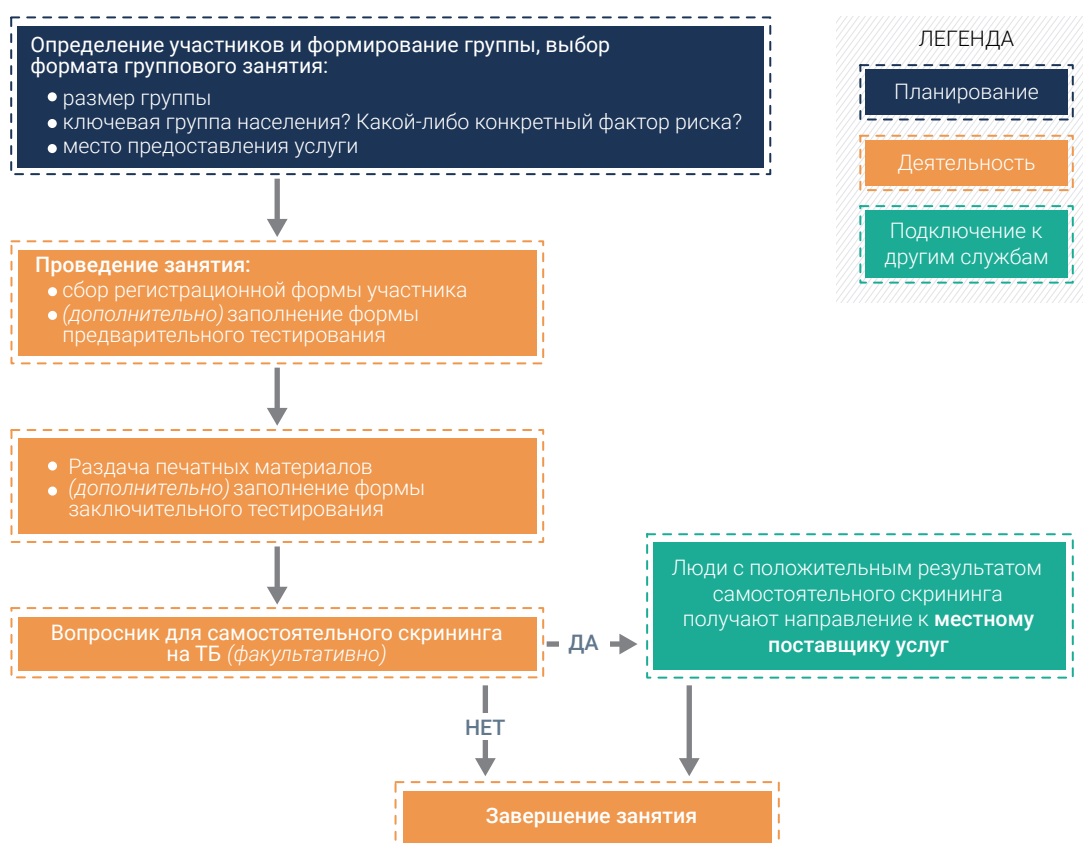 Определение участников и формирование группы, выбор
формата группового занятия:
• размер группы
• ключевая группа населения? Какой-либо конкретный фактор риска?
• место предоставления услуги
ЛЕГЕНДА
Планирование
Деятельность
Подключение к
другим службам
Проведение занятия:
• сбор регистрационной формы участника
• (дополнительно) заполнение формы
предварительного тестирования
• Раздача печатных материалов
• (дополнительно) заполнение формы
заключительного тестирования
Вопросник для самостоятельного скрининга
на ТБ (факультативно)
ДА
Люди с положительным результатом
самостоятельного скрининга
получают направление к местному
поставщику услуг
НЕТ
Завершение занятия